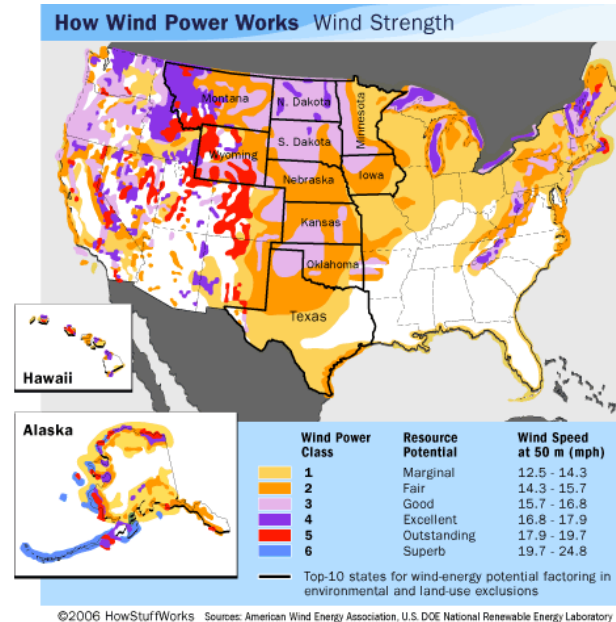 How Wind Power Works Wind Strength
Montana
N. Dakota
Minnesota
S. Dakota
Wyoming
Nebraska
Iowa
Kansas
Oklahoma
Texas
Hawaii
Alaska
Wind Power Class Resource Potential Wind Speed at 50 m (mph)
1 Marginal 12.5 - 14.3
2 Fair 14.3 - 15.7
3 Good 15.7 - 16.8
4 Excellent 16.8 - 17.9
5 Outstanding 17.9 - 19.7
6 Superb 19.7 - 24.8
Top-10 states for wind-energy potential factoring in
environmental and land-use exclusions
©2006 HowStuffWorks Sources: American Wind Energy Association, U.S. DOE National Renewable Energy Laboratory